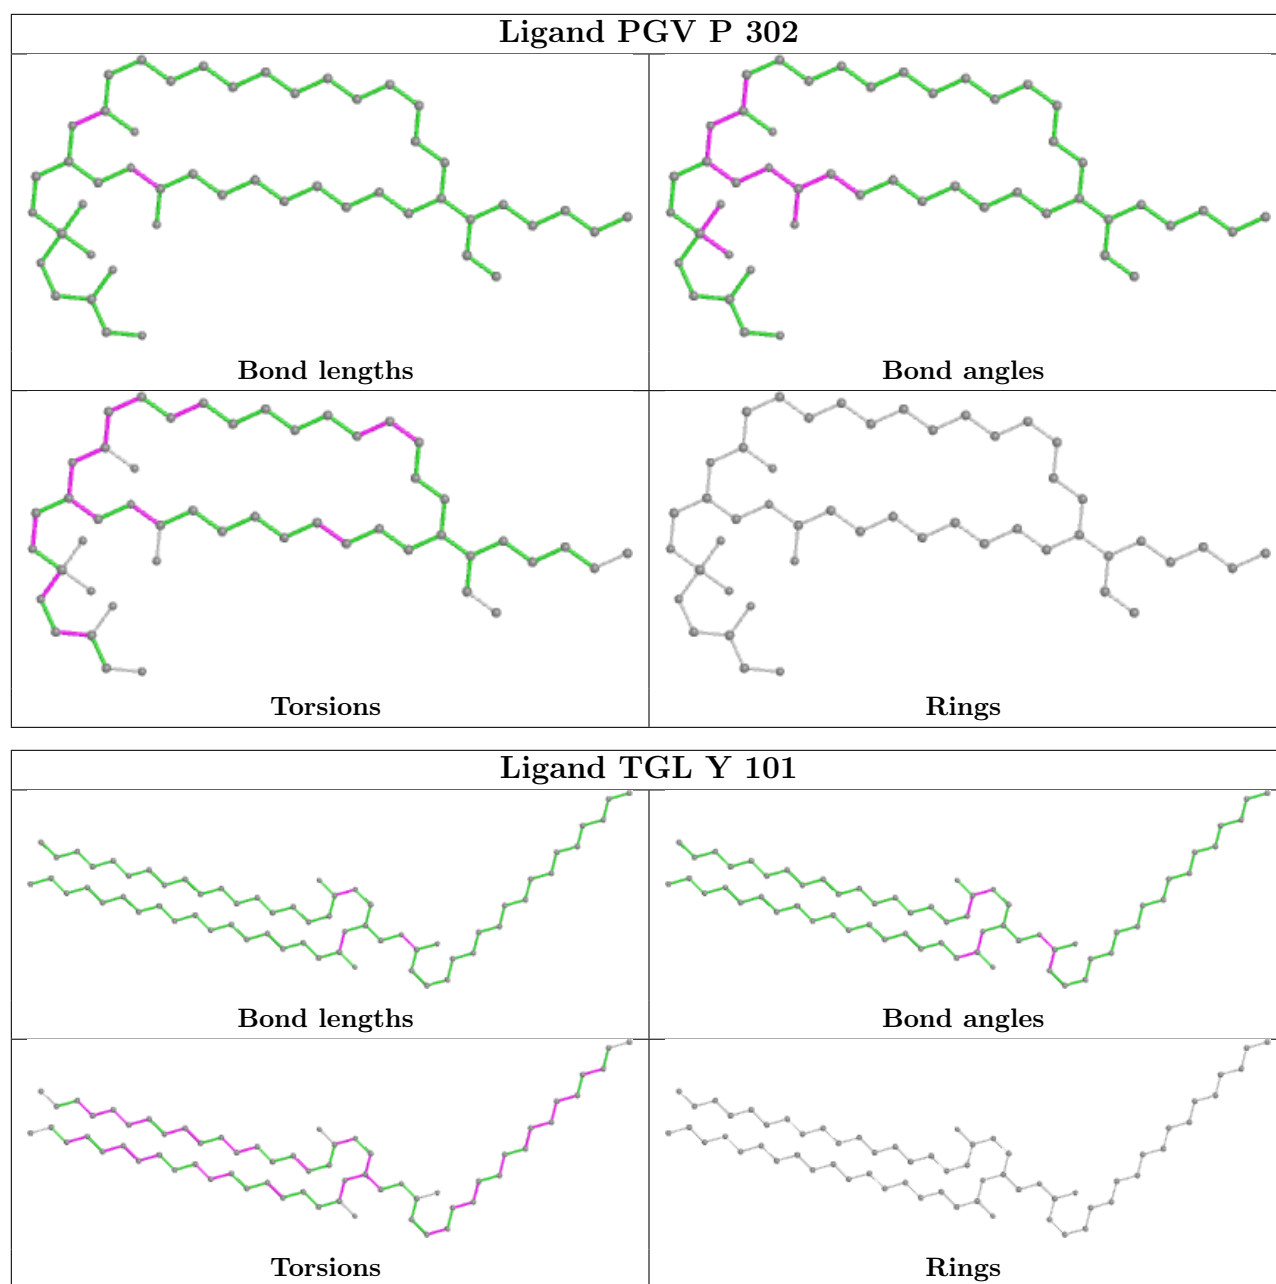 Ligand PGV P 302
Bond lengths
Bond angles
Torsions
Rings
Ligand TGL Y 101
Bond lengths
Bond angles
Torsions
Rings